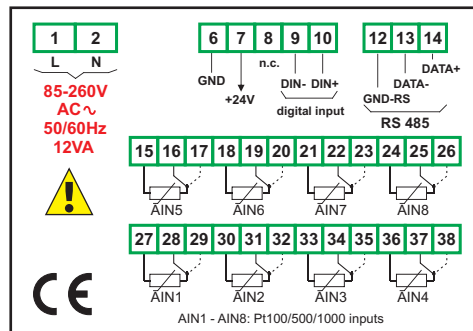 1 2
L N
85-260V
AC∿
50/60Hz
12VA
6 7 8 9 10
GND
+24V
n.c.
DIN- DIN+
digital input
12 13 14
DATA+
DATA-
GND-RS
RS 485
15 16 17 18 19 20 21 22 23 24 25 26
AIN5 AIN6 AIN7 AIN8
27 28 29 30 31 32 33 34 35 36 37 38
AIN1 AIN2 AIN3 AIN4
CE
AIN1 - AIN8: Pt100/500/1000 inputs